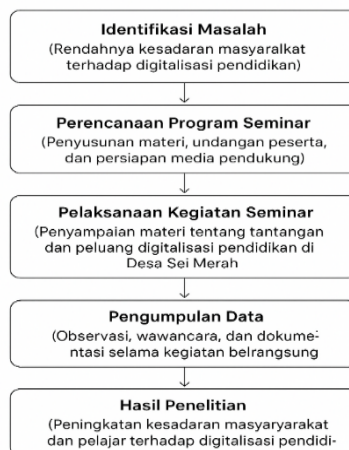 Identifikasi Masalah
(Rendahnya kesadaran masyaralkat
terhadap digitalisasi pendidikan)
Perencanaan Program Seminar
(Penyusunan materi, undangan peserta,
dan persiapan media pendukung)
Pelaksanaan Kegiatan Seminar
(Penyampaian materi tentang tantangan
dan peluang digitalisasi pendidikan di
Desa Sei Merah
Pengumpulan Data
(Observasi, wawancara, dan dokume-
ntasi selama kegiatan belrangsung
Hasil Penelitian
(Peningkatan kesadaran masyaryarakat
dan pelajar terhadap digitalisasi pendidi-